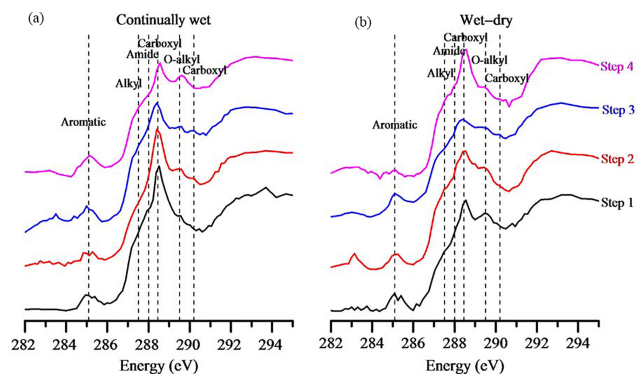 (a)
Continually wet
Carboxyl
Amide
O-alkyl
Alkyl
Carboxyl
Aromatic
282 284 286 288 290 292 294
Energy (eV)
(b)
Wet-dry
Carboxyl
Amide
O-alkyl
Alkyl
Carboxyl
Aromatic
Step 4
Step 3
Step 2
Step 1
282 284 286 288 290 292 294
Energy (eV)